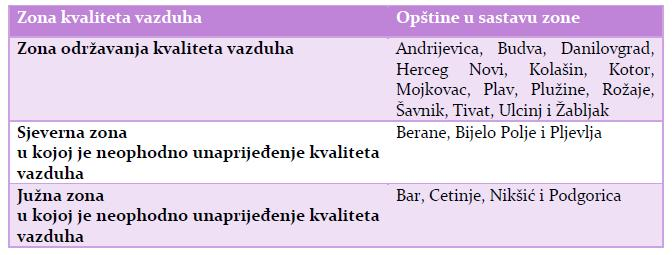 Zona kvaliteta vazduha
Opštine u sastavu zone
Zona održavanja kvaliteta vazduha
Andrijevica, Budva, Danilovgrad,
Herceg Novi, Kolašin, Kotor,
Mojkovac, Plav, Plužine, Rožaje,
Šavnik, Tivat, Ulcinj i Žabljak
Sjeverna zona
u kojoj je neophodno unaprijeđenje kvaliteta
vazduha
Berane, Bijelo Polje i Pljevlja
Južna zona
u kojoj je neophodno unaprijeđenje kvaliteta
vazduha
Bar, Cetinje, Nikšić i Podgorica